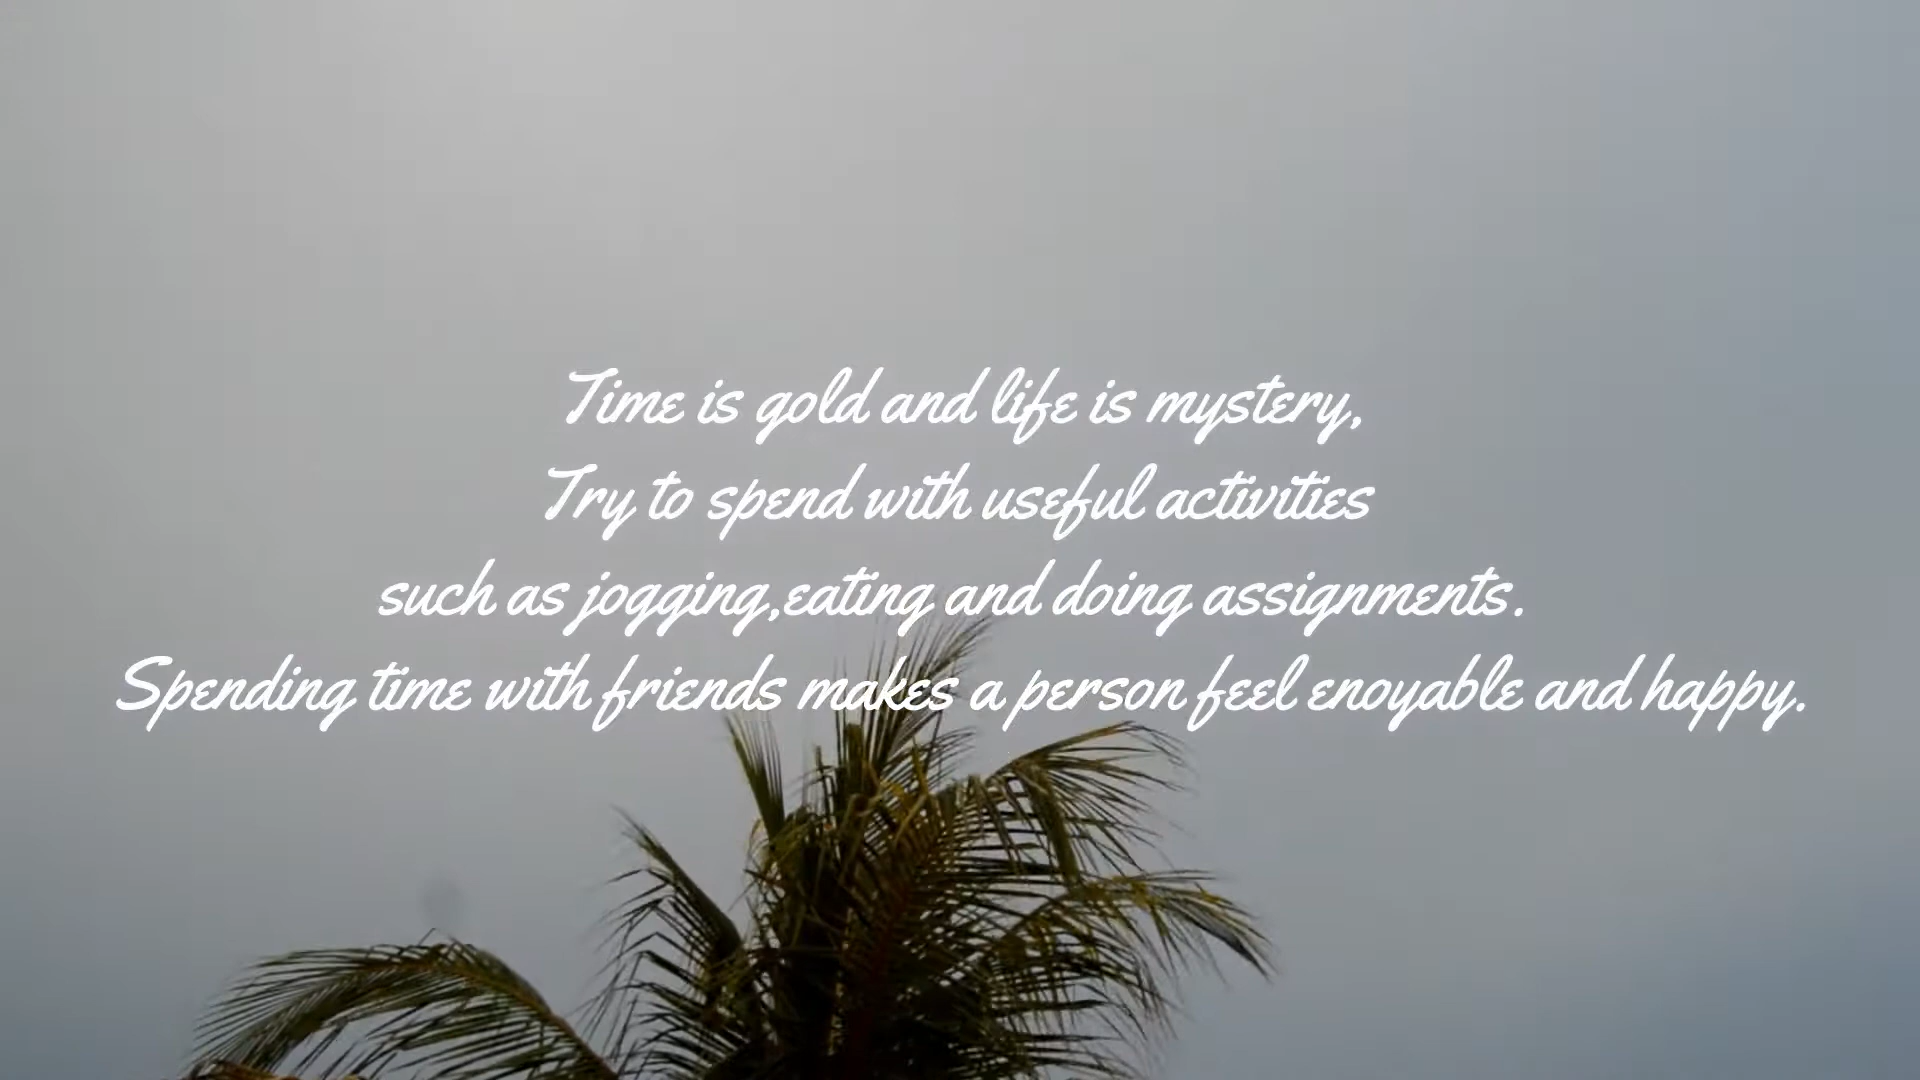 Time is gold and life is mystery,
Try to spend with useful activities
such as jogging,eating and doing assignments.
Spending time with friends makes a person feel enoyable and happy.